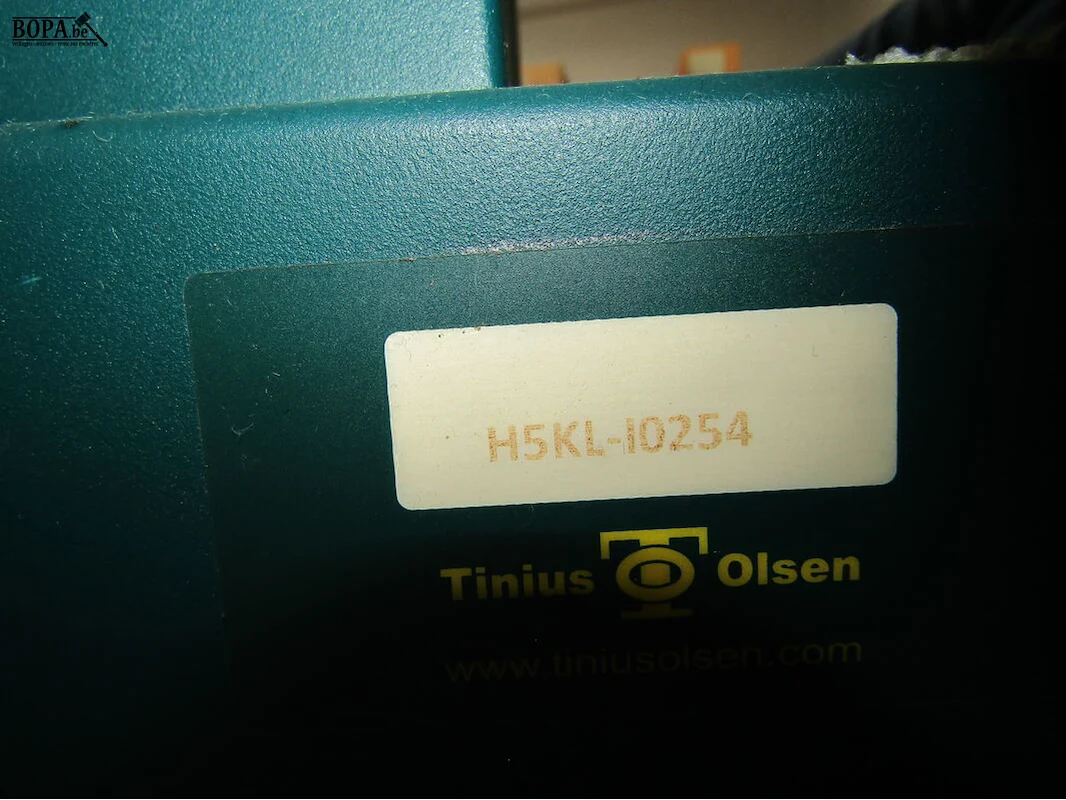 BOPA.be
H5KL-I0254
Tinius Olsen
www.tiniusolsen.com